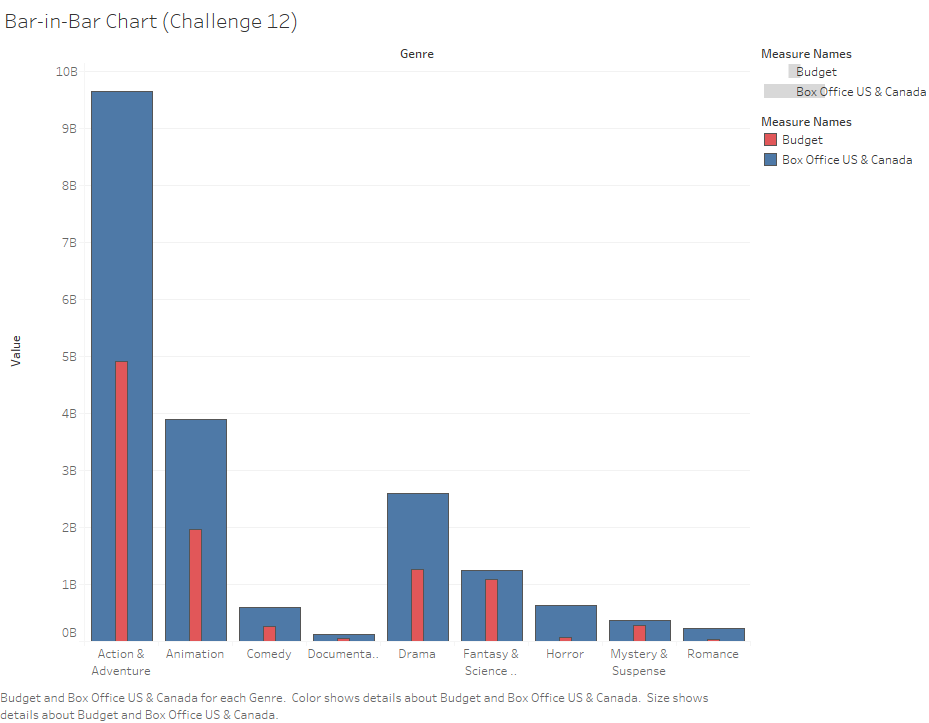 Bar-in-Bar Chart (Challenge 12)
Genre
Measure Names
Budget
Box Office US & Canada
Measure Names
Budget
Box Office US & Canada
Value
10B
9B
8B
7B
6B
5B
4B
3B
2B
1B
0B
Action &
Adventure
Animation
Comedy
Documenta..
Drama
Fantasy &
Science ..
Horror
Mystery &
Suspense
Romance
Budget and Box Office US & Canada for each Genre. Color shows details about Budget and Box Office US & Canada. Size shows
details about Budget and Box Office US & Canada.